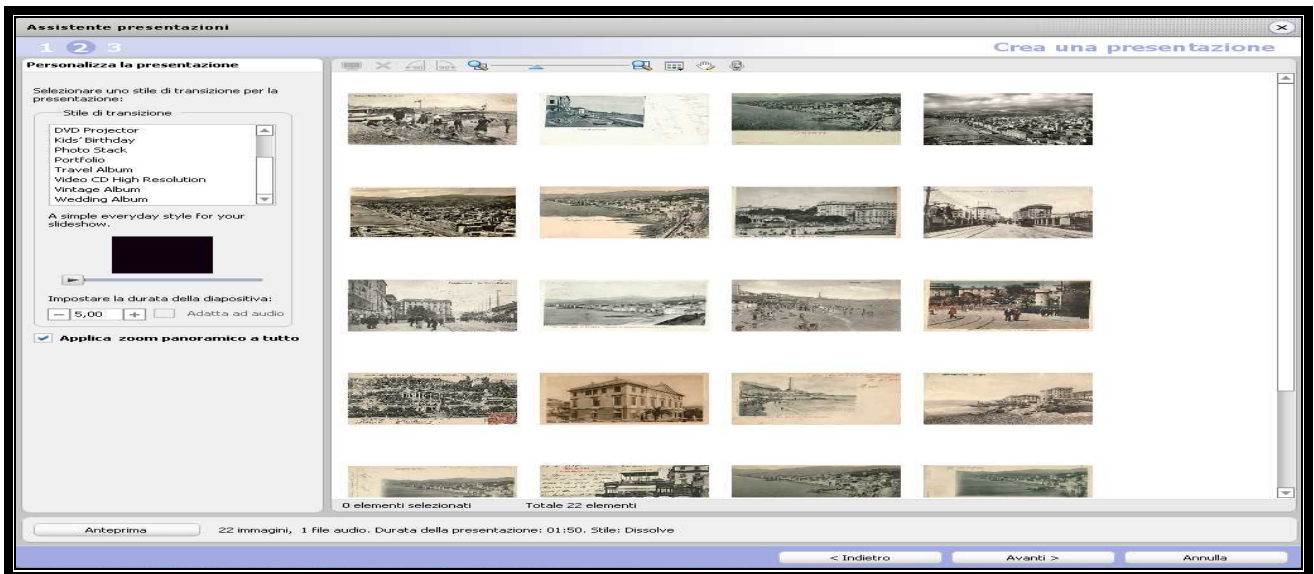 Assistente presentazioni
1 2 3
Crea una presentazione
Personalizza la presentazione
Selezionare uno stile di transizione per la
presentazione:
Stile di transizione
DVD Projector
Kids' Birthday
Photo Stack
Portfolio
Travel Album
Video CD High Resolution
Vintage Album
Wedding Album
A simple everyday style for your
slideshow.
Impostare la durata della diapositiva:
5,00
Adatta ad audio
Applica zoom panoramico a tutto
0 elementi selezionati
Totale 22 elementi
Anteprima
22 immagini, 1 file audio. Durata della presentazione: 01:50. Stile: Dissolve
< Indietro
Avanti >
Annulla